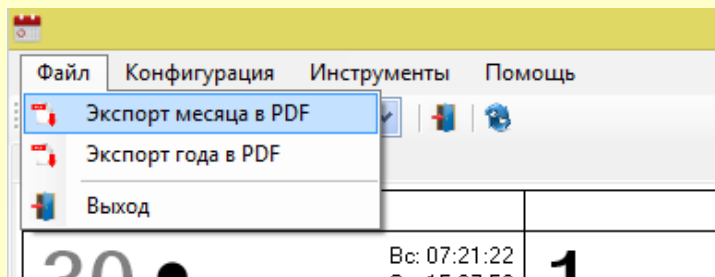 Файл Конфигурация Инструменты Помощь
Экспорт месяца в PDF
Экспорт года в PDF
Выход
30 Вс: 07:21:22 1